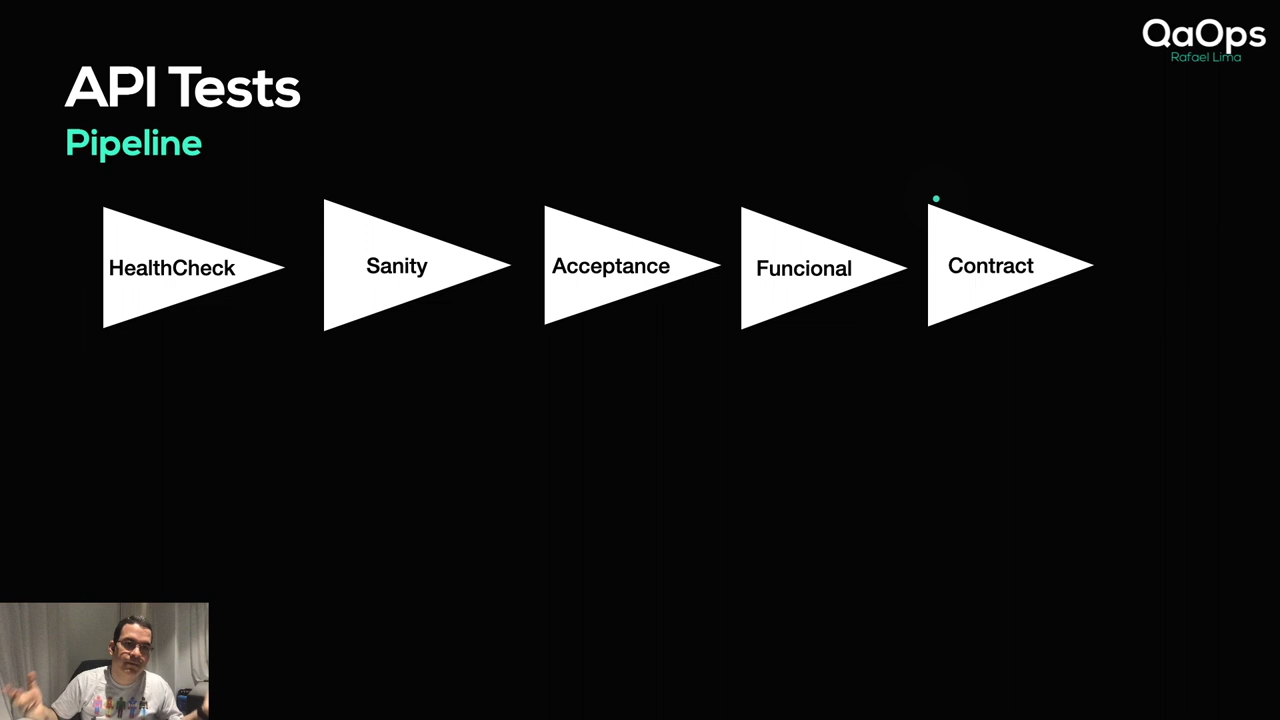 QaOps
Rafael Lima
API Tests
Pipeline
HealthCheck
Sanity
Acceptance
Funcional
Contract